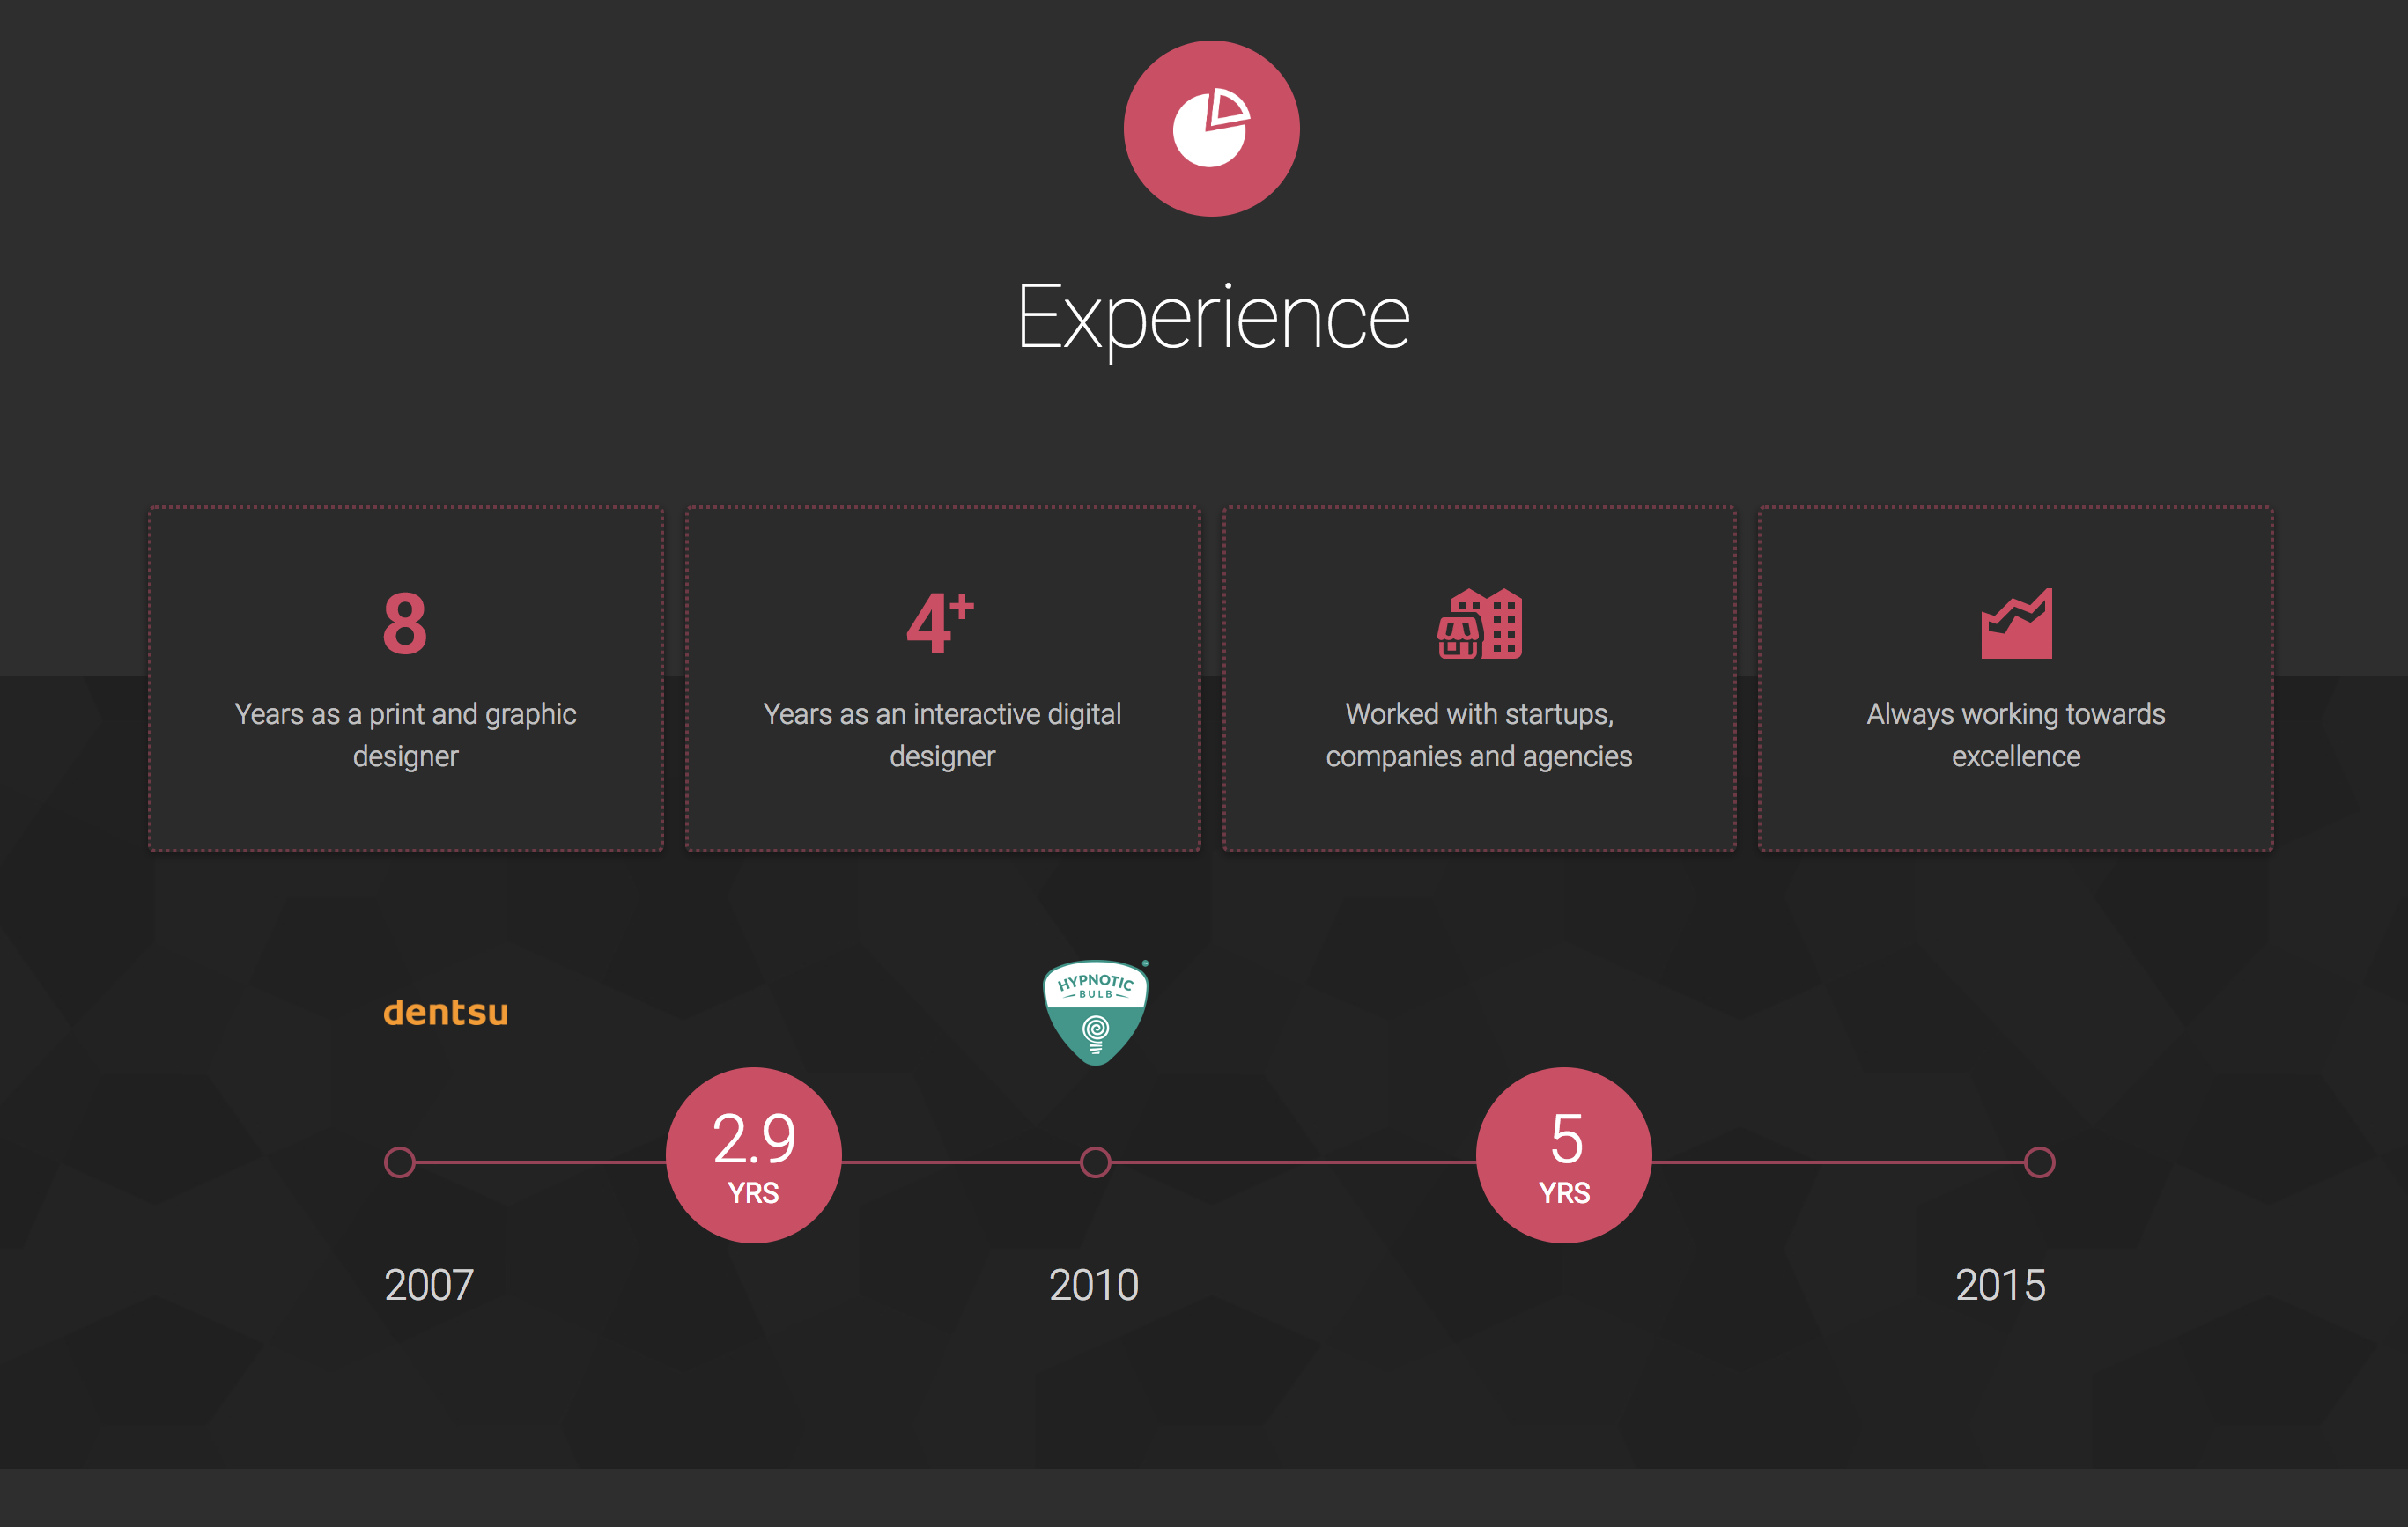 Experience
8
Years as a print and graphic
designer
4+
Years as an interactive digital
designer
Worked with startups,
companies and agencies
Always working towards
excellence
dentsu
HYPNOTIC
BULB
2.9
YRS
5
YRS
2007
2010
2015